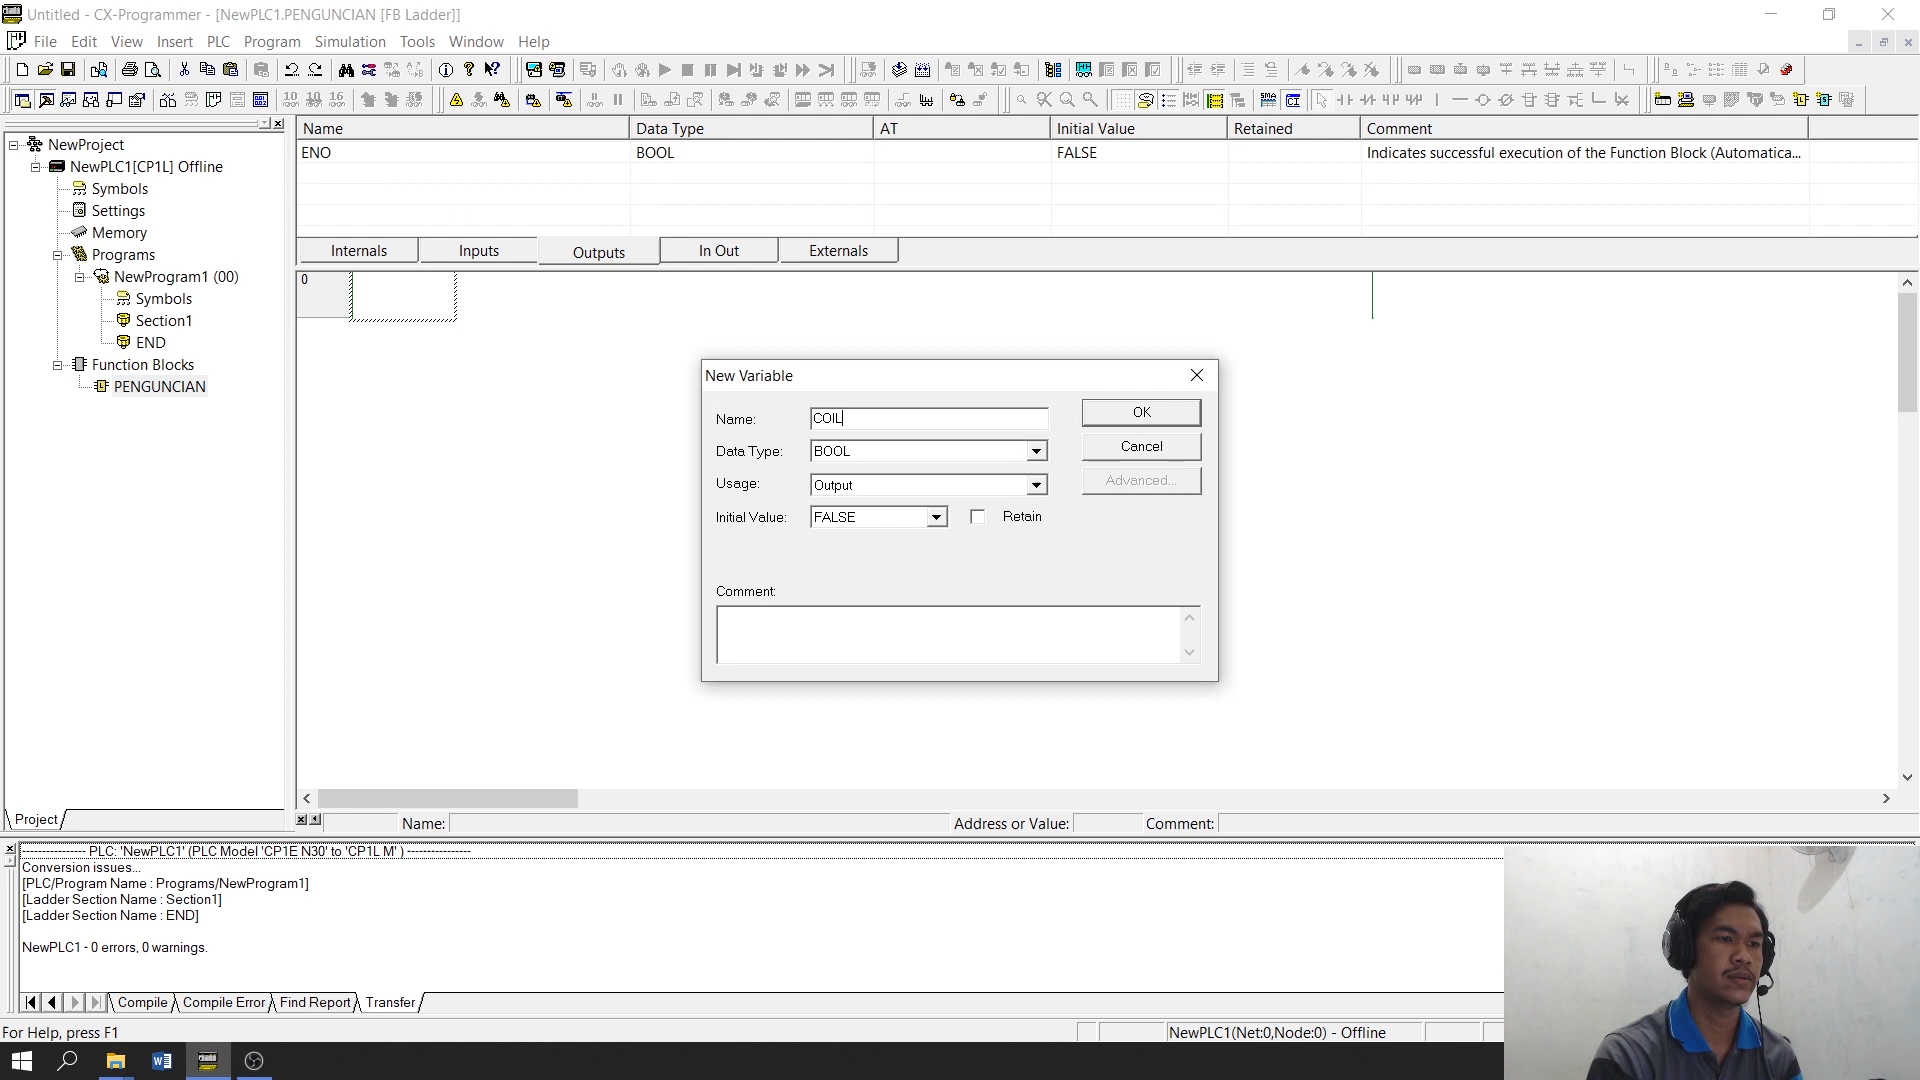 Untitled - CX-Programmer - [NewPLC1.PENGUNCIAN [FB Ladder]]
File Edit View Insert PLC Program Simulation Tools Window Help
10 10 16
SMA CI
NewProject
NewPLC1[CP1L] Offline
Symbols
Settings
Memory
Programs
NewProgram1 (00)
Symbols
Section1
END
Function Blocks
PENGUNCIAN
Project
Name Data Type AT Initial Value Retained Comment
ENO BOOL FALSE Indicates successful execution of the Function Block (Automatica...
Internals Inputs Outputs In Out Externals
0
New Variable
Name: COIL
Data Type: BOOL
Usage: Output
Initial Value: FALSE Retain
Comment:
OK
Cancel
Advanced...
Name: Address or Value: Comment:
---------------- PLC: 'NewPLC1' (PLC Model 'CP1E N30' to 'CP1L M' ) ----------------
Conversion issues...
[PLC/Program Name : Programs/NewProgram1]
[Ladder Section Name : Section1]
[Ladder Section Name : END]
NewPLC1 - 0 errors, 0 warnings.
Compile Compile Error Find Report Transfer
For Help, press F1
NewPLC1(Net:0,Node:0) - Offline